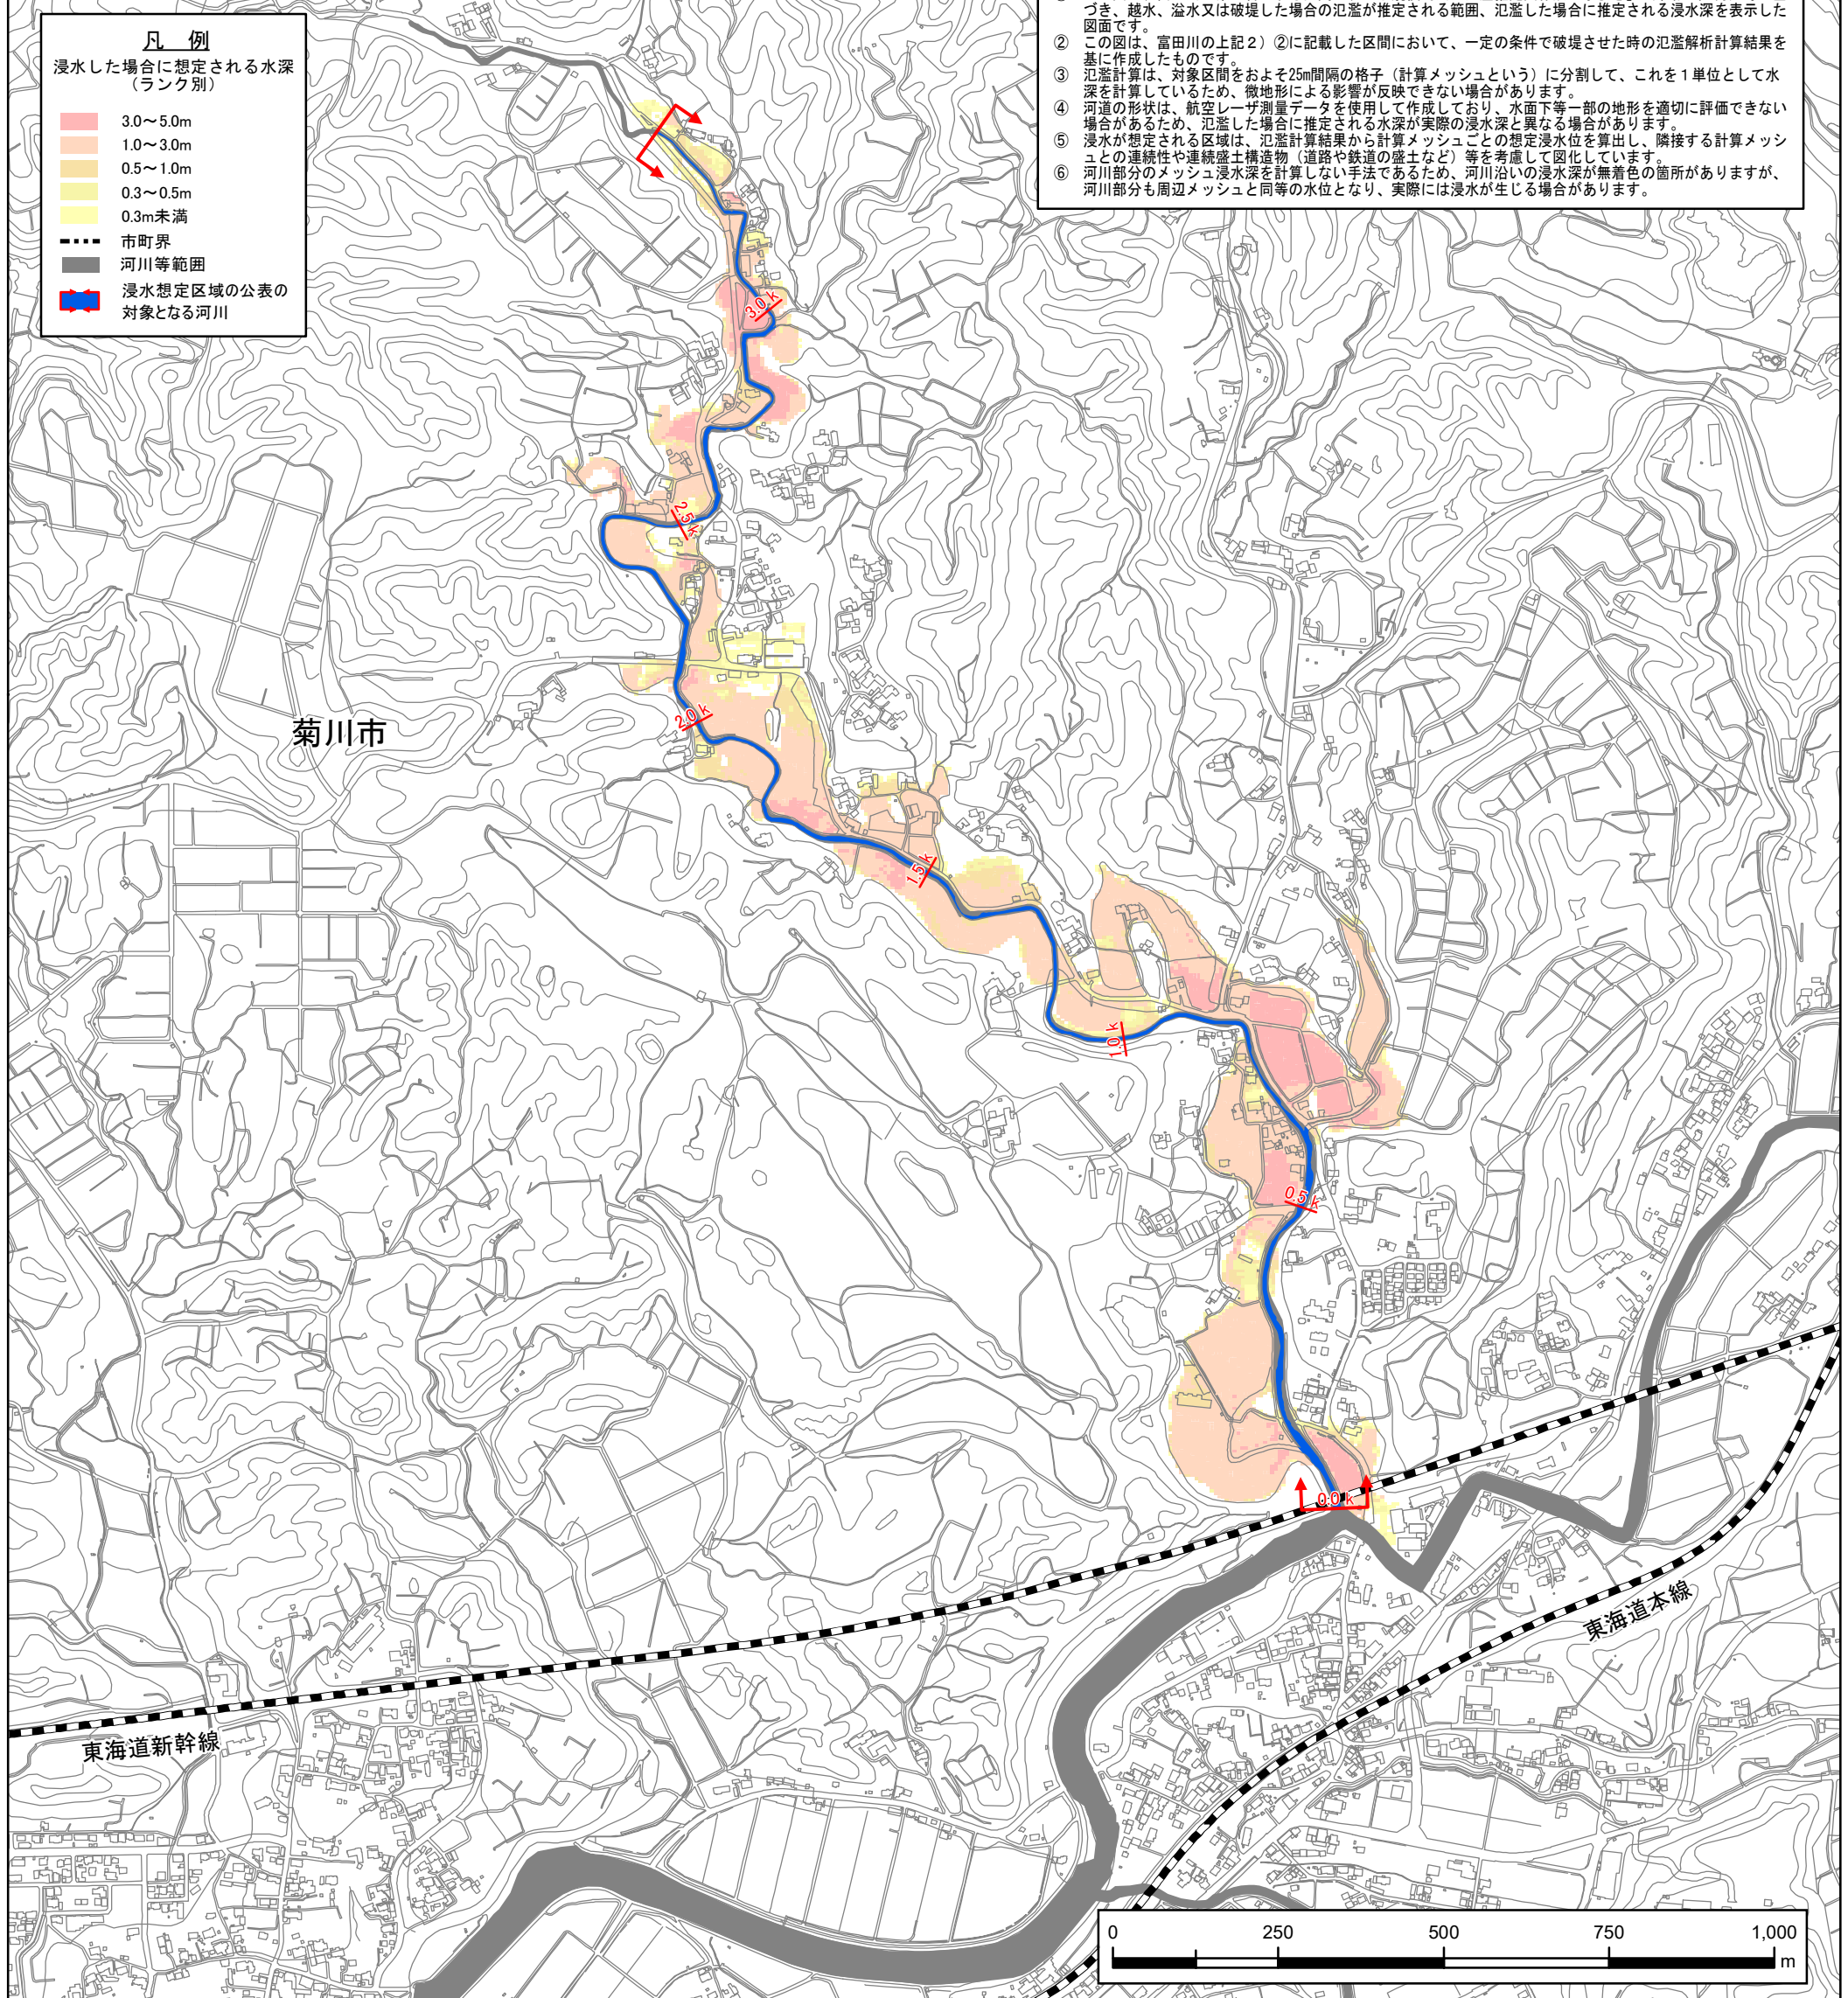 凡 例
浸水した場合に想定される水深
（ランク別）
3.0～5.0m
1.0～3.0m
0.5～1.0m
0.3～0.5m
0.3m未満
市町界
河川等範囲
浸水想定区域の公表の
対象となる河川
づき、越水、溢水又は破堤した場合の氾濫が推定される範囲、氾濫した場合に推定される浸水深を表示した
図面です。
② この図は、富田川の上記２）②に記載した区間において、一定の条件で破堤させた時の氾濫解析計算結果を
基に作成したものです。
③ 氾濫計算は、対象区間をおよそ25m間隔の格子（計算メッシュという）に分割して、これを１単位として水
深を計算しているため、微地形による影響が反映できない場合があります。
④ 河道の形状は、航空レーザ測量データを使用して作成しており、水面下等一部の地形を適切に評価できない
場合があるため、氾濫した場合に推定される水深が実際の浸水深と異なる場合があります。
⑤ 浸水が想定される区域は、氾濫計算結果から計算メッシュごとの想定浸水位を算出し、隣接する計算メッシ
ュとの連続性や連続盛土構造物（道路や鉄道の盛土など）等を考慮して図化しています。
⑥ 河川部分のメッシュ浸水深を計算しない手法であるため、河川沿いの浸水深が無着色の箇所がありますが、
河川部分も周辺メッシュと同等の水位となり、実際には浸水が生じる場合があります。
3.0 k
2.5 k
2.0 k
菊川市
1.5 k
1.0 k
0.5 k
0.0 k
東海道本線
東海道新幹線
0 250 500 750 1,000
m